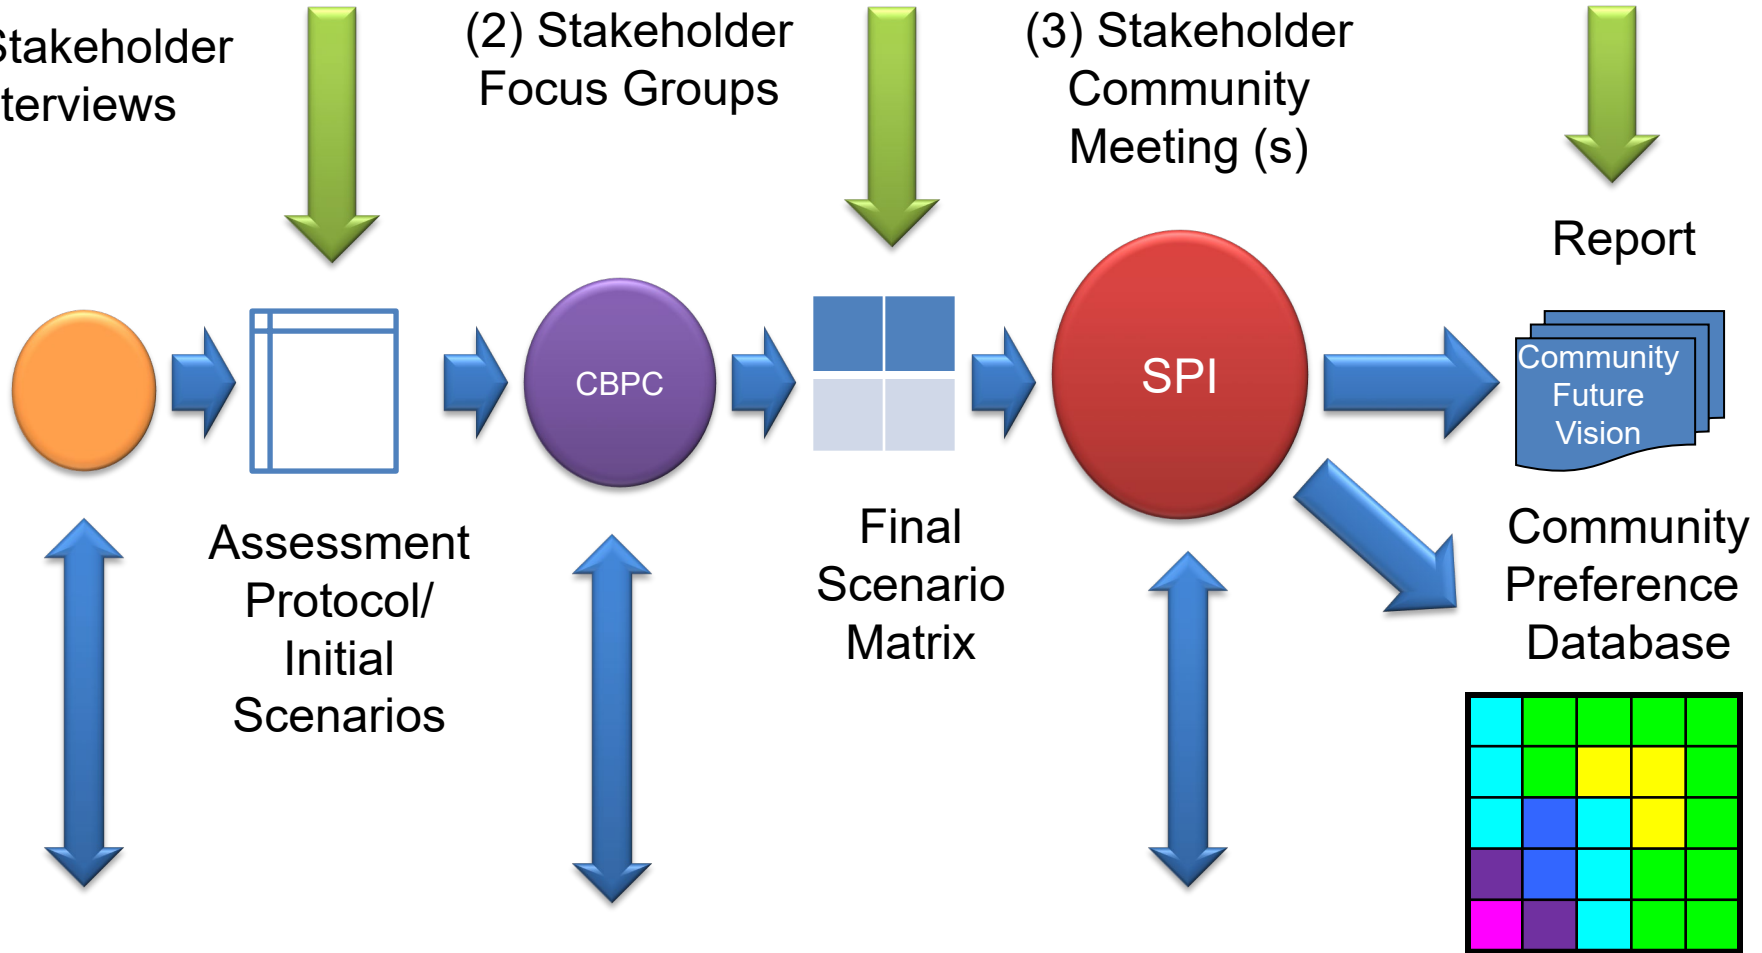 Stakeholder
terviews
(2) Stakeholder
Focus Groups
(3) Stakeholder
Community
Meeting (s)
Report
CBPC
SPI
Community
Future
Vision
Assessment
Protocol/
Initial
Scenarios
Final
Scenario
Matrix
Community
Preference
Database